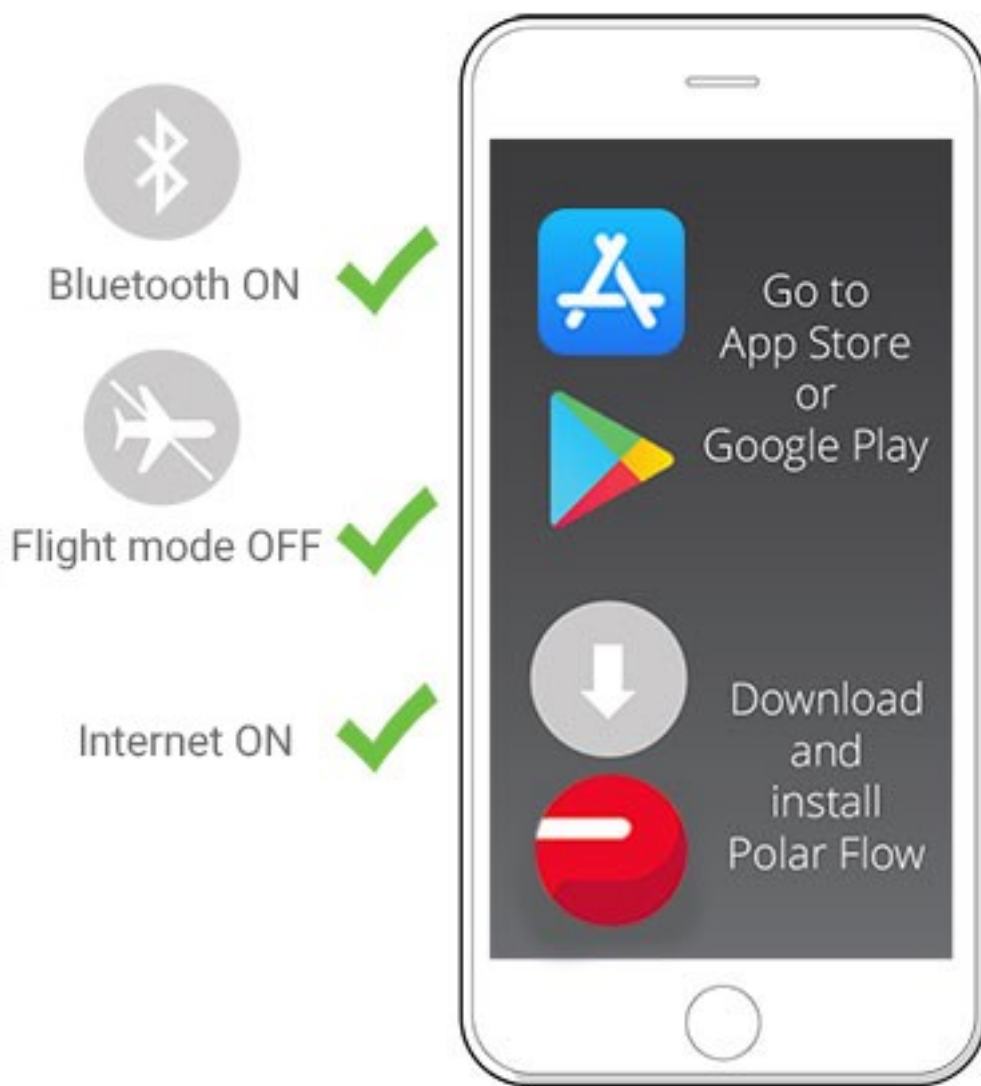 Bluetooth ON
Flight mode OFF
Internet ON
Go to
App Store
or
Google Play
Download
and
install
Polar Flow